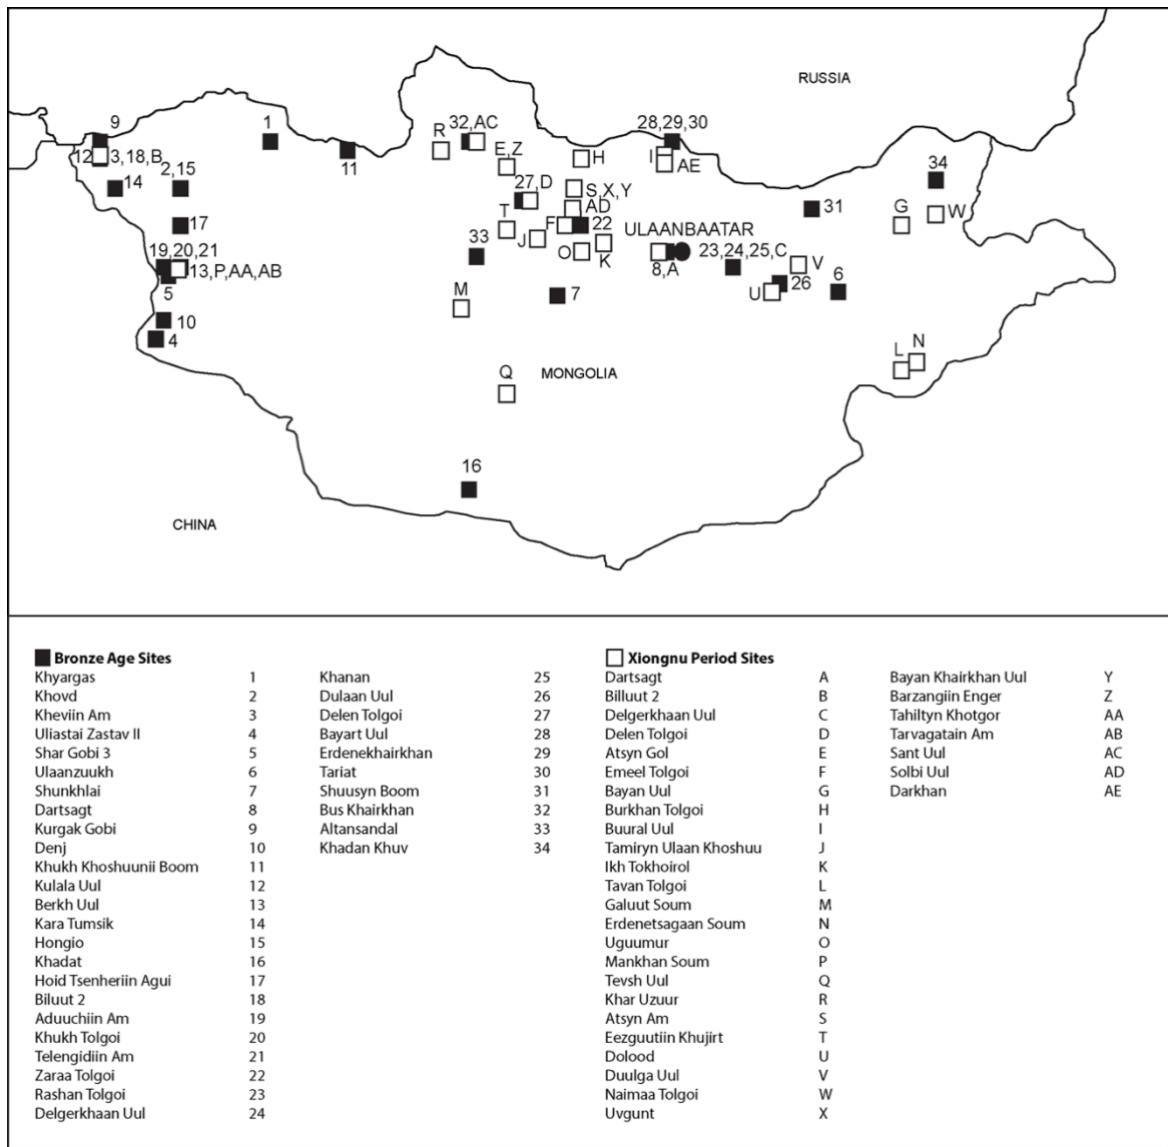 RUSSIA
9
1
32,AC
28,29,30
R
12
3,18,B
11
E,Z
H
I
AE
34
2,15
14
27,D
S,X,Y
AD
31
W
G
17
T
F
22
ULAANBAATAR
J
O
K
33
19,20,21
23,24,25,C
V
13,P,AA,AB
8,A
5
M
7
U
26
6
10
4
L
N
Q
MONGOLIA
16
CHINA
Bronze Age Sites
Khyargas 1
Khovd 2
Kheviin Am 3
Uliastai Zastav II 4
Shar Gobi 3 5
Ulaanzuukh 6
Shunkhlai 7
Dartsagt 8
Kurgak Gobi 9
Denj 10
Khukh Khoshuunii Boom 11
Kulala Uul 12
Berkh Uul 13
Kara Tumsik 14
Hongio 15
Khadat 16
Hoid Tsenheriin Agui 17
Biluut 2 18
Aduuchiin Am 19
Khukh Tolgoi 20
Telengidiin Am 21
Zaraa Tolgoi 22
Rashan Tolgoi 23
Delgerkhaan Uul 24
Khanan 25
Dulaan Uul 26
Delen Tolgoi 27
Bayart Uul 28
Erdenekhairkhan 29
Tariat 30
Shuusyn Boom 31
Bus Khairkhan 32
Altansandal 33
Khadan Khuv 34
Xiongnu Period Sites
Dartsagt A
Billuut 2 B
Delgerkhaan Uul C
Delen Tolgoi D
Atsyn Gol E
Emeel Tolgoi F
Bayan Uul G
Burkhan Tolgoi H
Buural Uul I
Tamiryn Ulaan Khoshuu J
Ikh Tokhoirol K
Tavan Tolgoi L
Galuut Soum M
Erdenetsagaan Soum N
Uguumur O
Mankhan Soum P
Tevsh Uul Q
Khar Uzuur R
Atsyn Am S
Eezguutiin Khujirt T
Dolood U
Duulga Uul V
Naimaa Tolgoi W
Uvgunt X
Bayan Khairkhan Uul Y
Barzangiin Enger Z
Tahiltyn Khotgor AA
Tarvagatain Am AB
Sant Uul AC
Solbi Uul AD
Darkhan AE